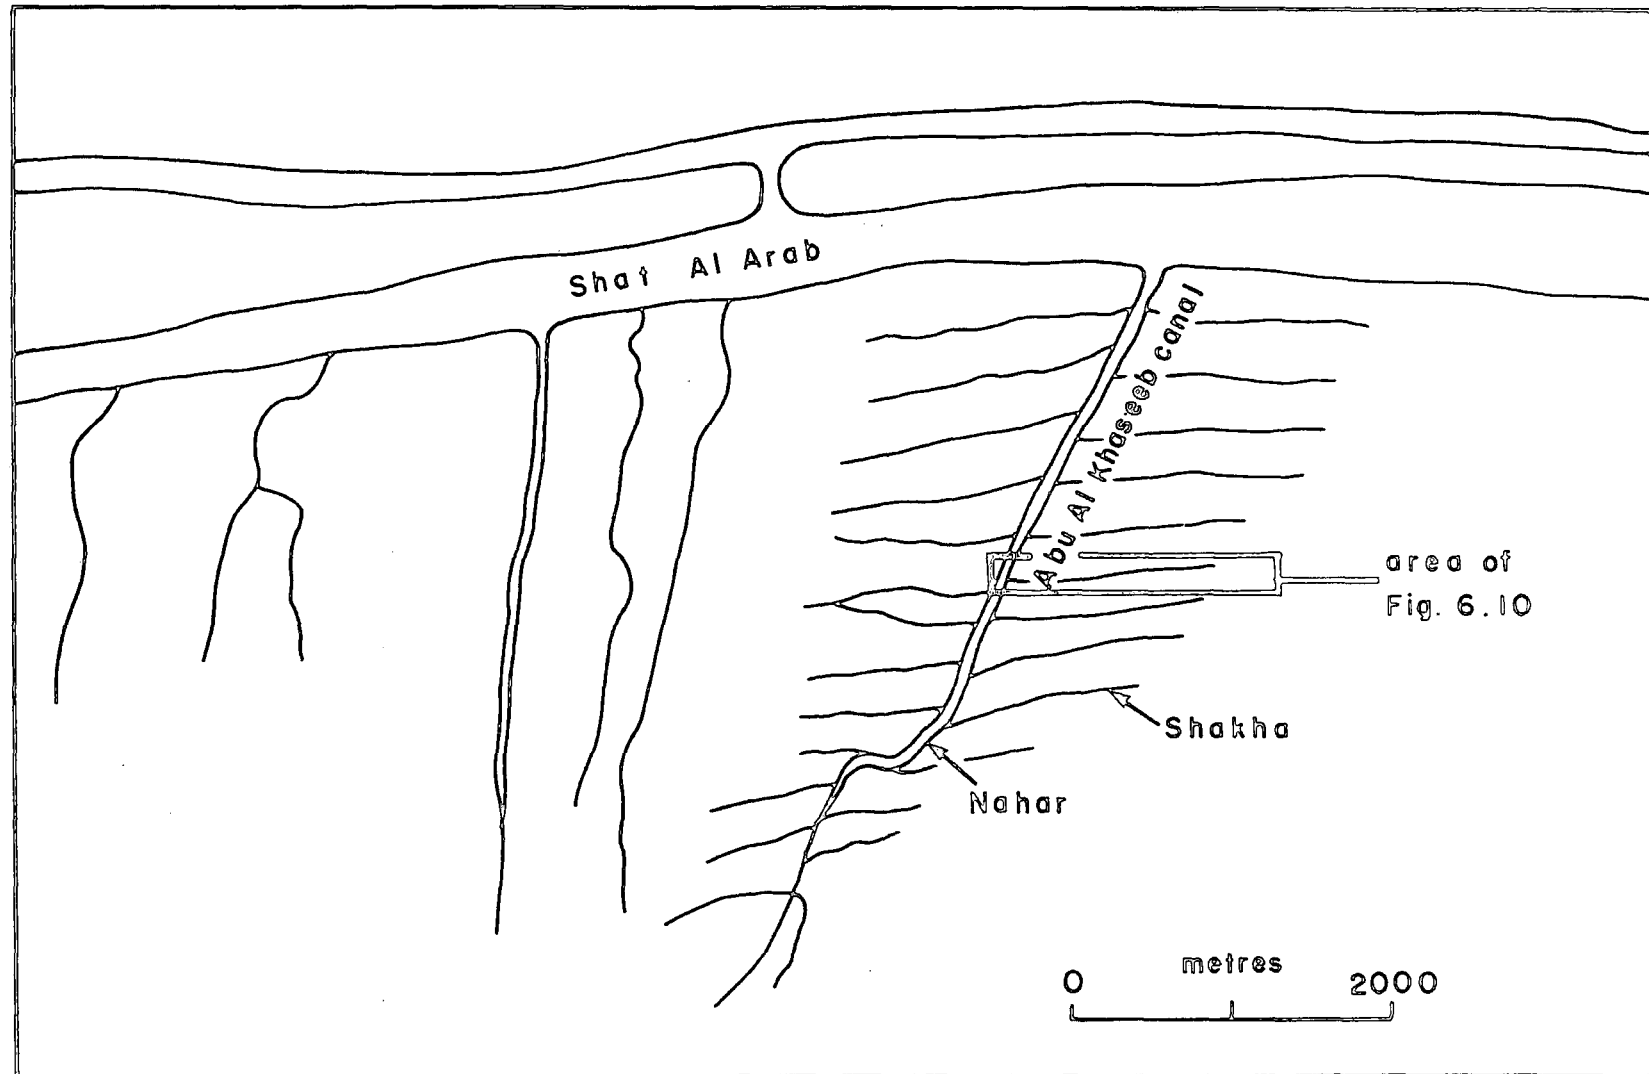 Shat Al Arab
Abu Al Khaseeb canal
area of
Fig. 6.10
Shakha
Nahar
metres
0 2000